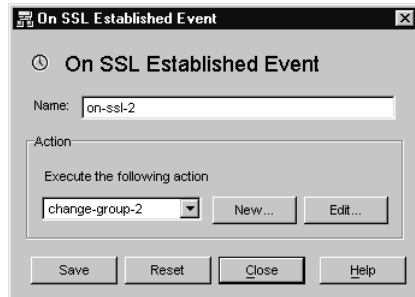 On SSL Established Event
On SSL Established Event
Name: on-ssl-2
Action
Execute the following action
change-group-2 New... Edit...
Save Reset Close Help